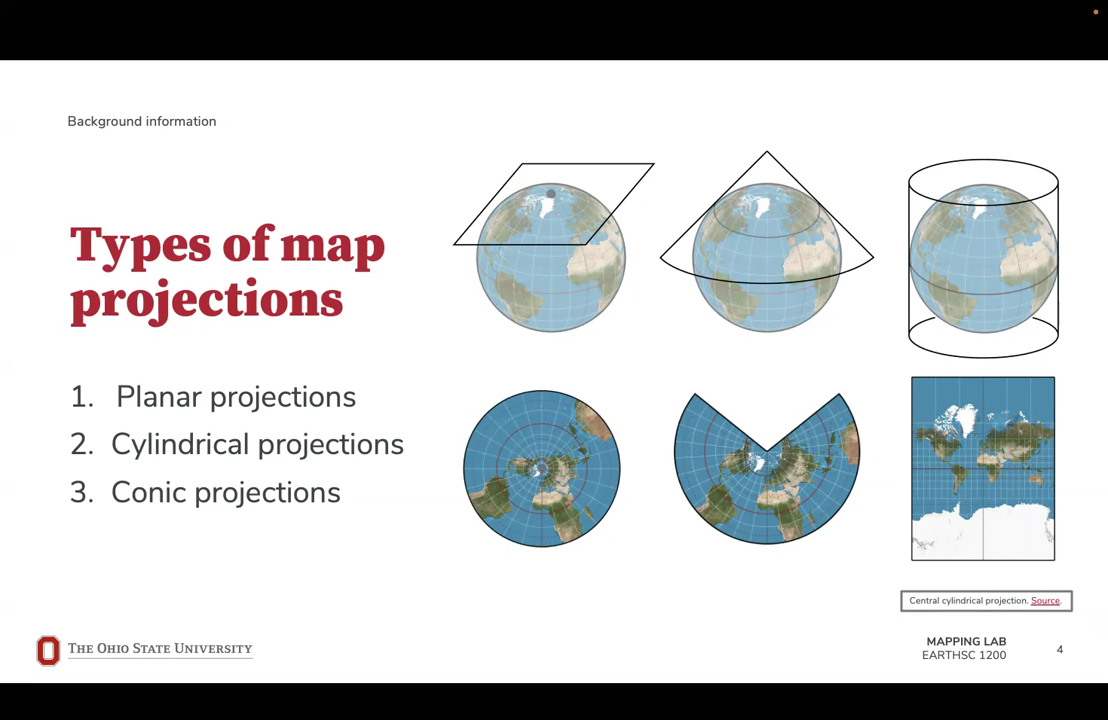 Background information
Types of map
projections
1. Planar projections
2. Cylindrical projections
3. Conic projections
Central cylindrical projection. Source.
THE OHIO STATE UNIVERSITY
MAPPING LAB
EARTHSC 1200
4